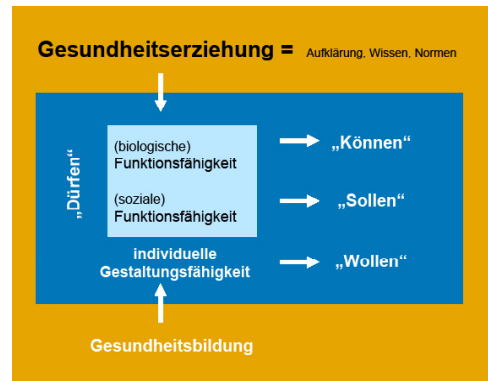 Gesundheitserziehung = Aufklärung, Wissen, Normen
„Dürfen“
(biologische)
Funktionsfähigkeit
„Können“
(soziale)
Funktionsfähigkeit
„Sollen“
individuelle
Gestaltungsfähigkeit
„Wollen“
Gesundheitsbildung